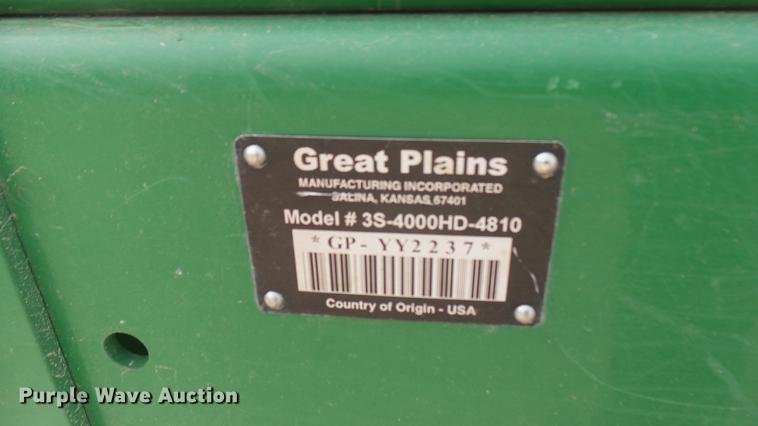 Great Plains
MANUFACTURING INCORPORATED
SALINA, KANSAS 67401
Model # 3S-4000HD-4810
*GP-YY2237*
Country of Origin - USA
Purple Wave Auction